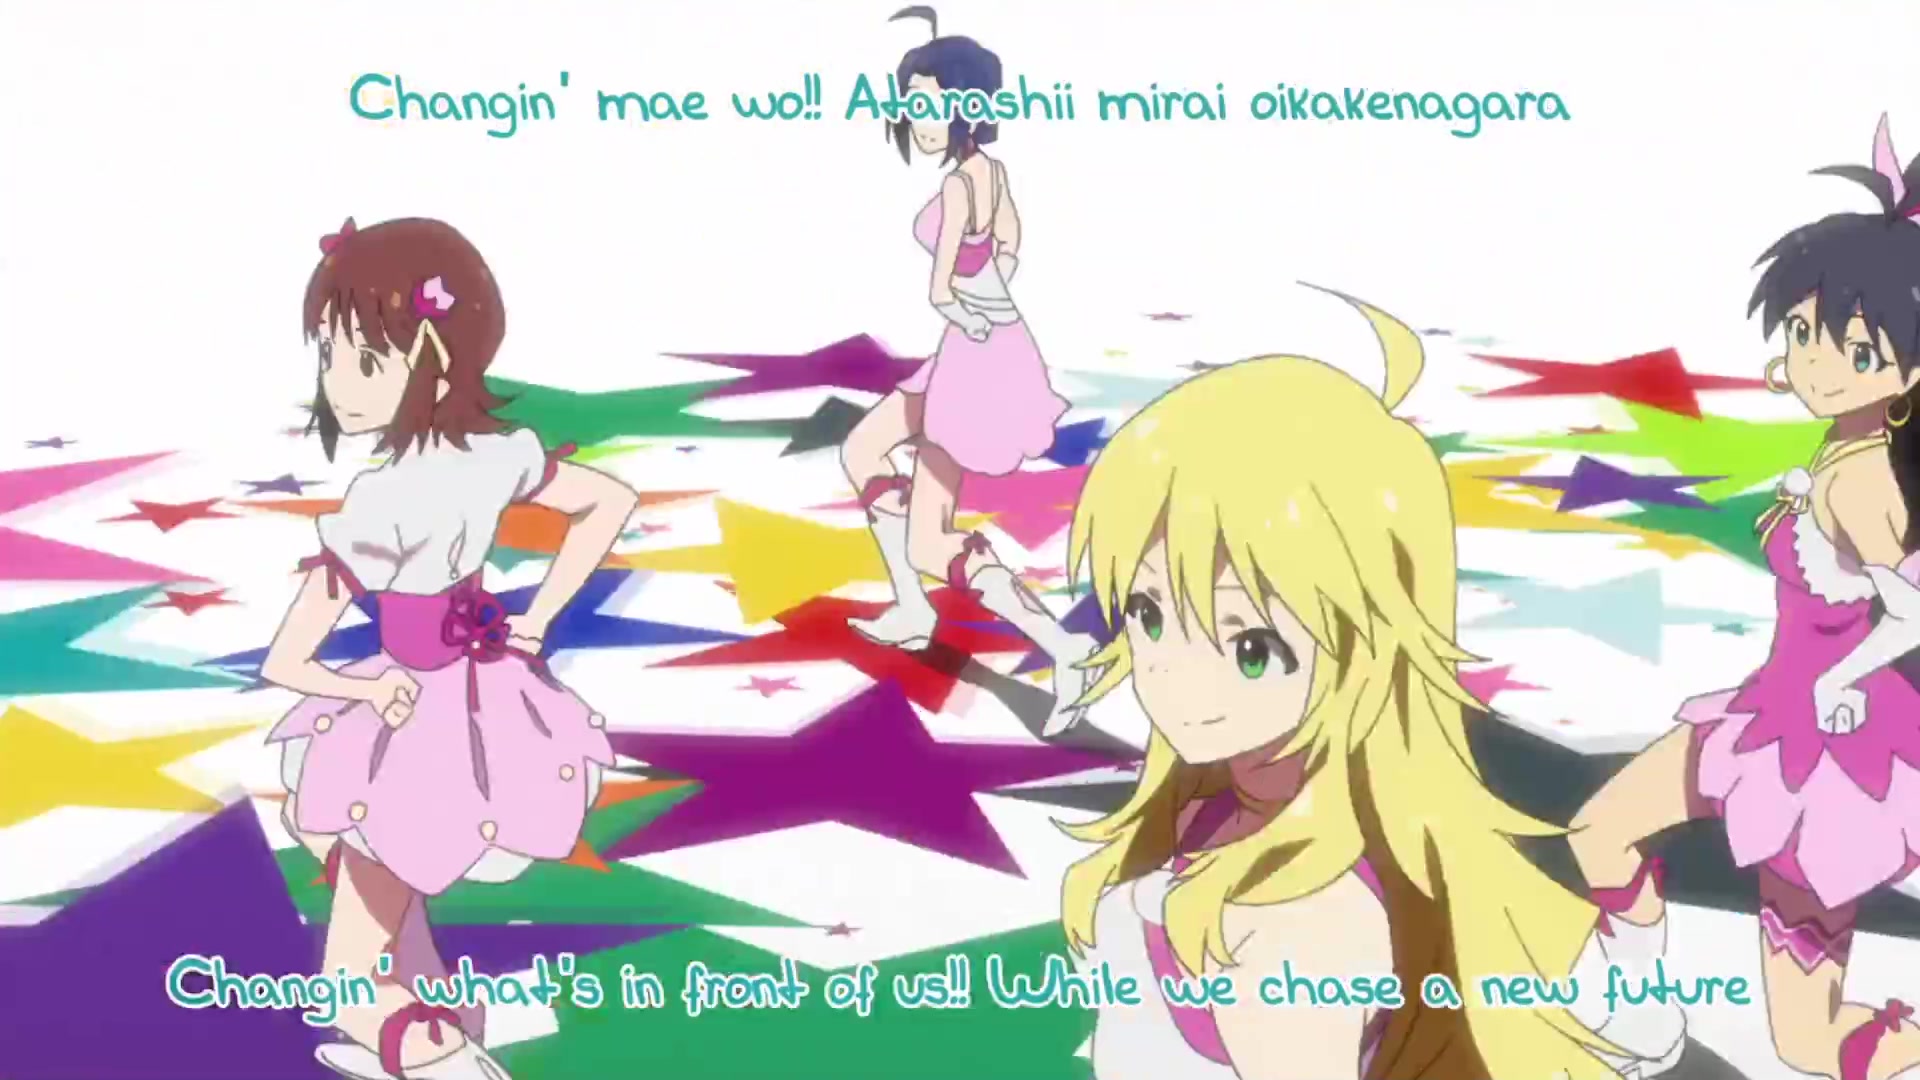 Changin' mae wo!! Atarashii mirai oikakenagara
Changin' what's in front of us!! While we chase a new future